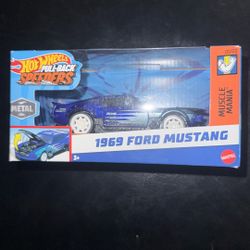 HOT WHEELS
PULL-BACK
SPEEDERS
METAL
MUSCLE
MANIA
1969 FORD MUSTANG
3+
MATTEL